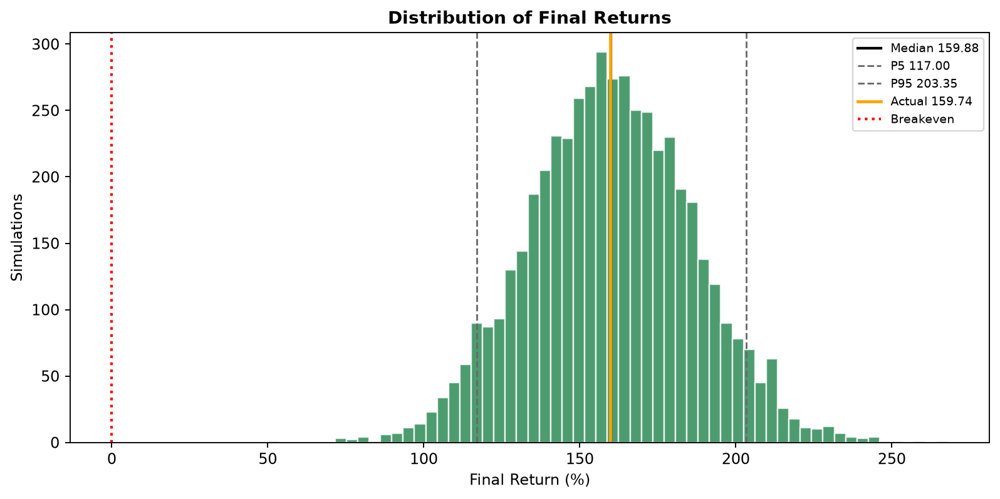 Distribution of Final Returns
300
250
200
150
100
50
0
Simulations
Median 159.88
P5 117.00
P95 203.35
Actual 159.74
Breakeven
0
50
100
150
200
250
Final Return (%)